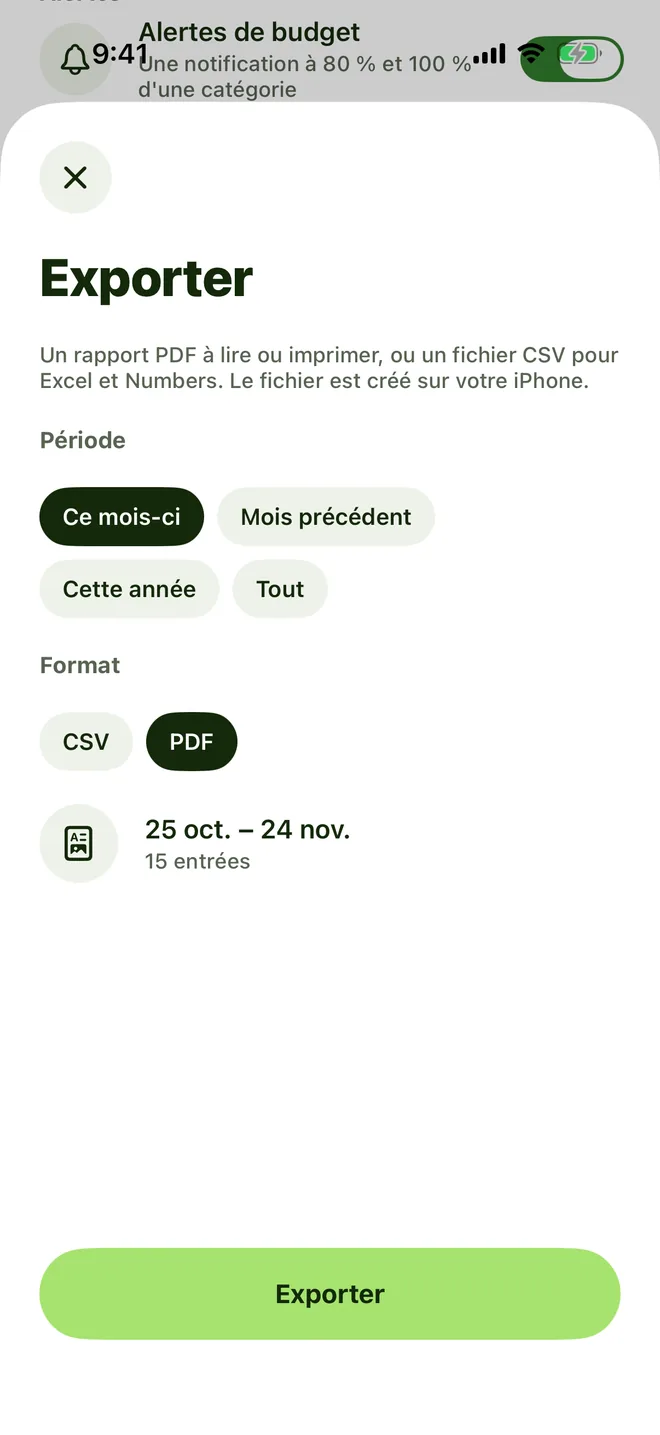 Alertes de budget
9:41
Une notification à 80 % et 100 %
d'une catégorie
Exporter
Un rapport PDF à lire ou imprimer, ou un fichier CSV pour
Excel et Numbers. Le fichier est créé sur votre iPhone.
Période
Ce mois-ci
Mois précédent
Cette année
Tout
Format
CSV
PDF
25 oct. – 24 nov.
15 entrées
Exporter